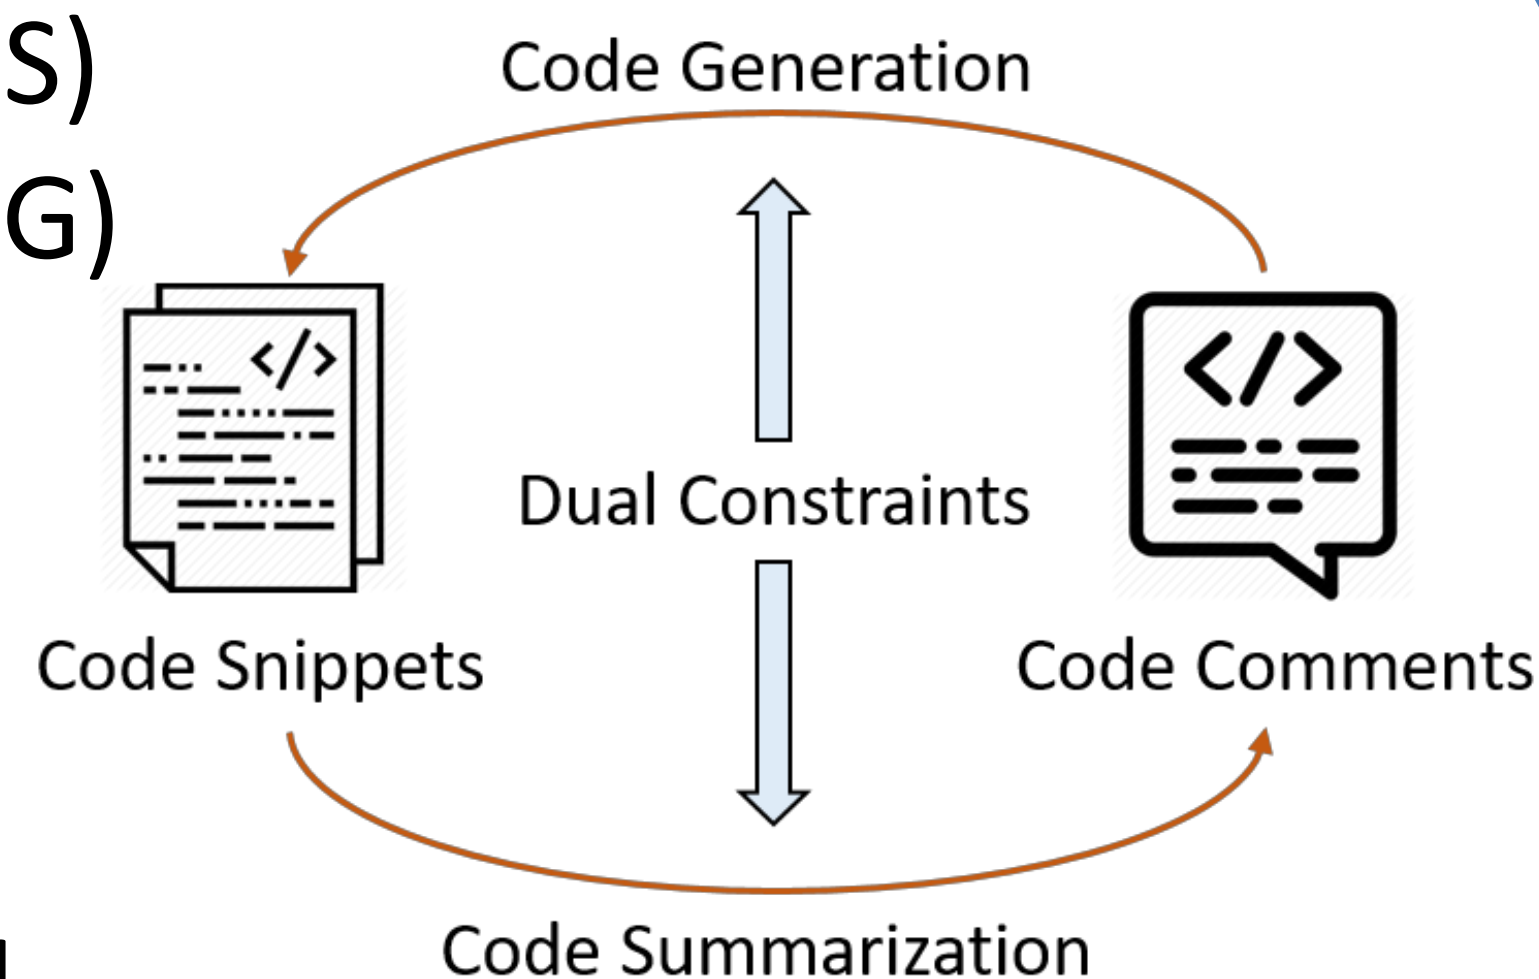 S)
Code Generation
G)
Dual Constraints
Code Snippets
Code Comments
Code Summarization